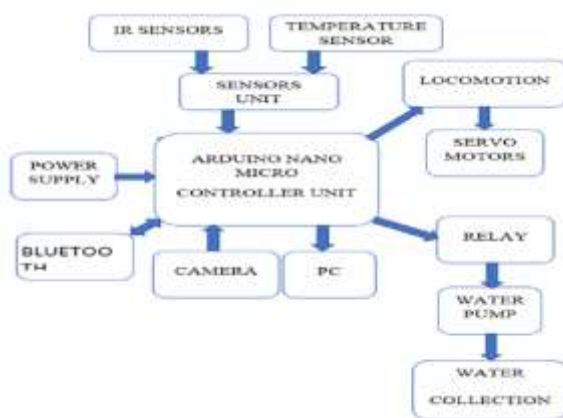 IR SENSORS
TEMPERATURE
SENSOR
SENSORS
UNIT
LOCOMOTION
SERVO
MOTORS
POWER
SUPPLY
ARDUINO NANO
MICRO
CONTROLLER UNIT
BLUETOO
TH
CAMERA
PC
RELAY
WATER
PUMP
WATER
COLLECTION